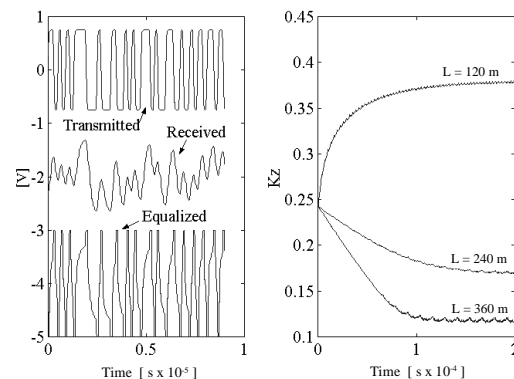 1
0
-1
-2
-3
-4
-5
[V]
Transmitted
Received
Equalized
0
0.5
1
Time [ s x 10-5 ]
0.45
0.4
0.35
0.3
0.25
0.2
0.15
0.1
Kz
L = 120 m
L = 240 m
L = 360 m
0
1
2
Time [ s x 10-4 ]